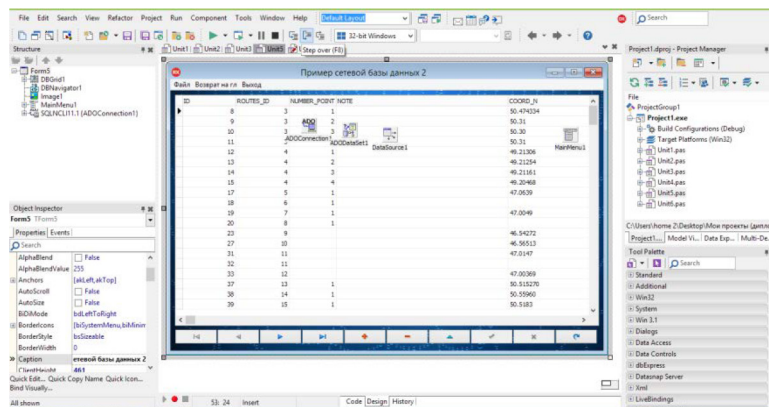 File Edit Search View Refactor Project Run Component Tools Window Help Default Layout Search
32-bit Windows
Structure
Unit1 Unit2 Unit3 Unit5 Step over (F8)
Project1.dproj - Project Manager
Form5
DBGrid1
DBNavigator1
Image1
MainMenu1
SQLNCLI11.1 {ADOConnection1}
Пример сетевой базы данных 2
Файл Возврат на гл Выход
ID ROUTES_ID NUMBER_POINT NOTE COORD_N
8 3 1 50.474334
9 3 2 50.31
10 3 3 50.30
11 50.31
12 4 1 49.21306
13 4 2 49.21254
14 4 3 49.21161
15 4 4 49.20468
17 5 1 47.0639
18 6 1
19 7 1 47.0049
20 8 1
23 9 46.54272
27 10 46.56513
31 11 47.0147
32 11
33 12 47.00369
37 13 1 50.515270
38 14 1 50.55960
39 15 1 50.5183
ADO
ADOConnection1 ADODataSet1 DataSource1 MainMenu1
File
ProjectGroup1
Project1.exe
Build Configurations (Debug)
Target Platforms (Win32)
Unit1.pas
Unit2.pas
Unit3.pas
Unit4.pas
Unit5.pas
Unit6.pas
C:\Users\home 2\Desktop\Мои проекты (дипл
Project1.... Model Vi... Data Exp... Multi-De.
Tool Palette
Search
Standard
Additional
Win32
System
Win 3.1
Dialogs
Data Access
Data Controls
dbExpress
Datasnap Server
Xml
LiveBindings
Object Inspector
Form5 TForm5
Properties Events
Search
AlphaBlend False
AlphaBlendValue 255
Anchors [akLeft,akTop]
AutoScroll False
AutoSize False
BiDiMode bdLeftToRight
BorderIcons [biSystemMenu,biMinim
BorderStyle bsSizeable
BorderWidth 0
Caption етевой базы данных 2
ClientHeight 461
Quick Edit... Quick Copy Name Quick Icon...
Bind Visually...
All shown
53: 24 Insert Code Design History